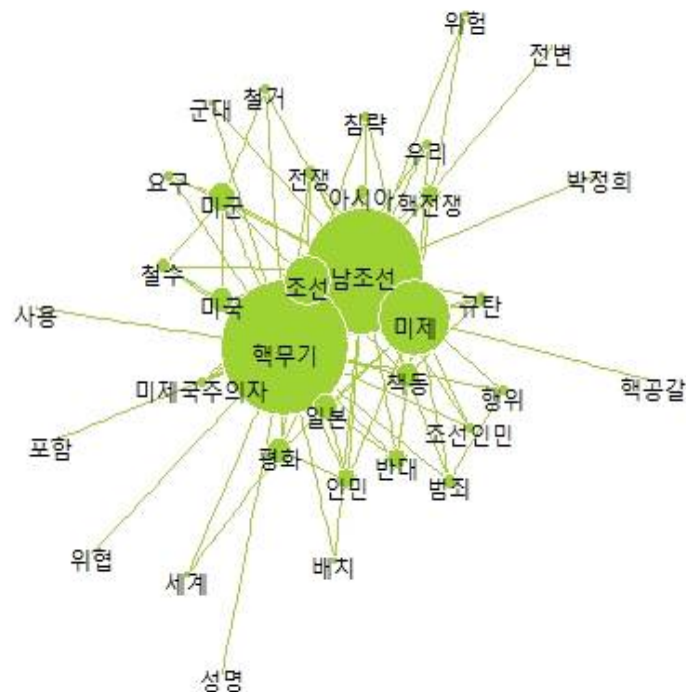 위험
전변
철거
군대
침략
우리
전쟁
요구
미군
아시아
핵전쟁
박정희
철수
조선
남조선
미국
규탄
사용
미제
핵무기
미제국주의자
책동
행위
핵공갈
일본
조선인민
포함
평화
반대
인민
범죄
위협
세계
배치
성명